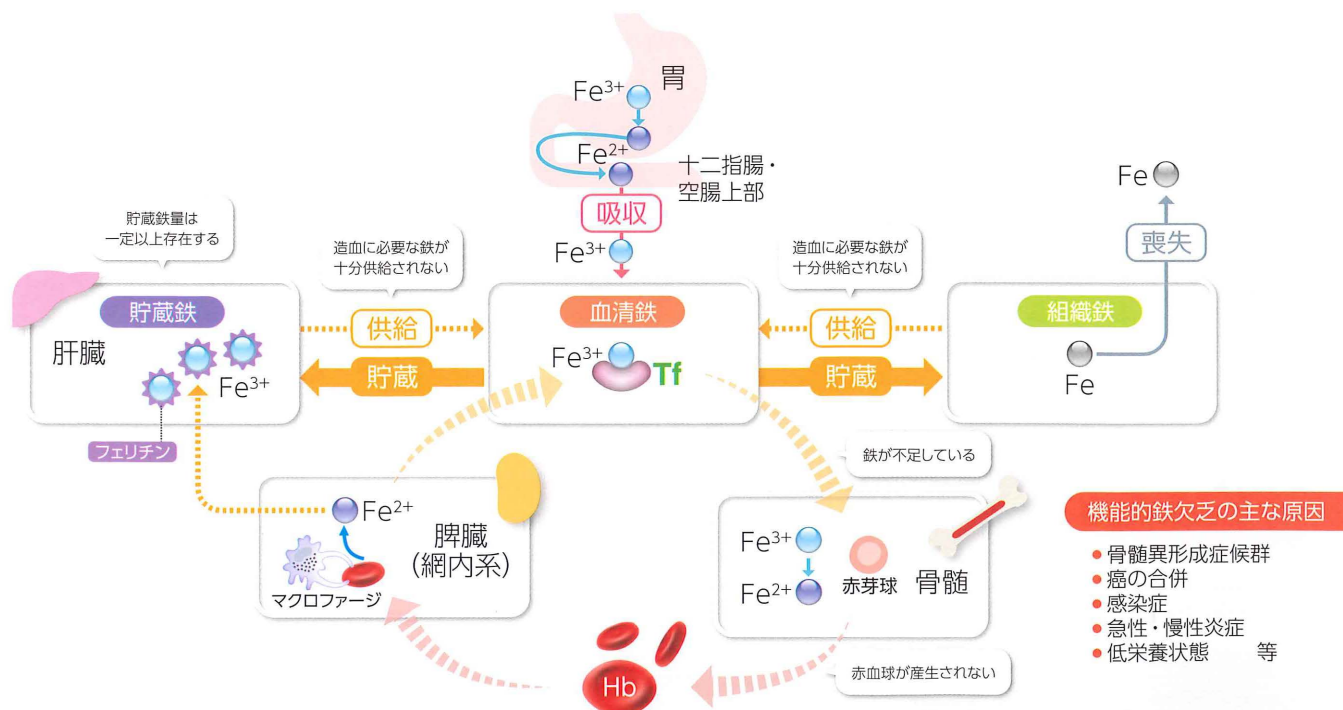 Fe³⁺
胃
Fe²⁺
十二指腸・
空腸上部
吸収
Fe³⁺
Fe
喪失
貯蔵鉄量は
一定以上存在する
造血に必要な鉄が
十分供給されない
造血に必要な鉄が
十分供給されない
貯蔵鉄
肝臓
Fe³⁺
フェリチン
供給
貯蔵
血清鉄
Fe³⁺
Tf
供給
貯蔵
組織鉄
Fe
鉄が不足している
Fe²⁺
脾臓
(網内系)
マクロファージ
Fe³⁺
Fe²⁺
赤芽球
骨髄
赤血球が産生されない
Hb
機能的鉄欠乏の主な原因
●骨髄異形成症候群
●癌の合併
●感染症
●急性・慢性炎症
●低栄養状態 等